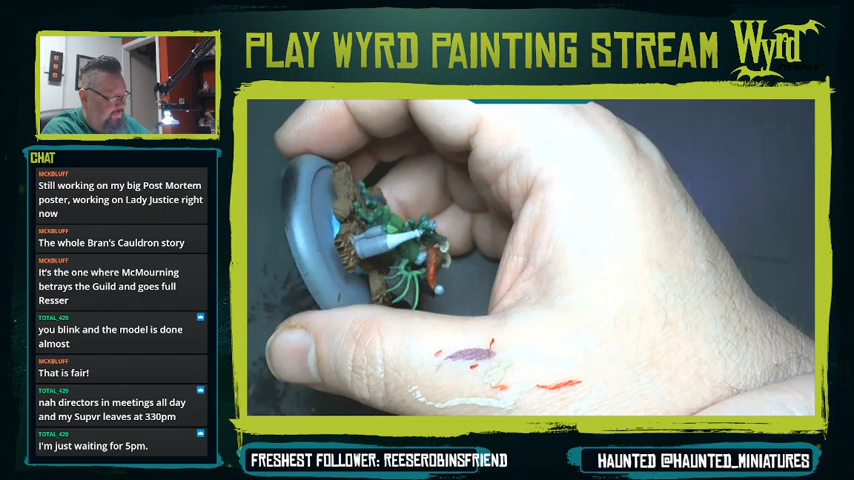 PLAY WYRD PAINTING STREAM
Wyrd
CHAT
MCKBLUFF
Still working on my big Post Mortem
poster, working on Lady Justice right
now
MCKBLUFF
The whole Bran's Cauldron story
MCKBLUFF
It's the one where McMourning
betrays the Guild and goes full
Resser
TOTAL_420
you blink and the model is done
almost
MCKBLUFF
That is fair!
TOTAL_420
nah directors in meetings all day
and my Supvr leaves at 330pm
TOTAL_420
I'm just waiting for 5pm.
FRESHEST FOLLOWER: REESEROBINSFRIEND
HAUNTED @HAUNTED_MINIATURES